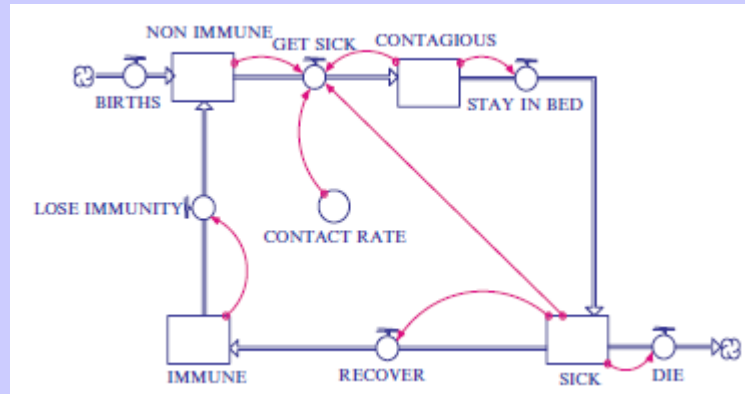 NON IMMUNE
GET SICK
CONTAGIOUS
BIRTHS
STAY IN BED
LOSE IMMUNITY
CONTACT RATE
IMMUNE
RECOVER
SICK
DIE